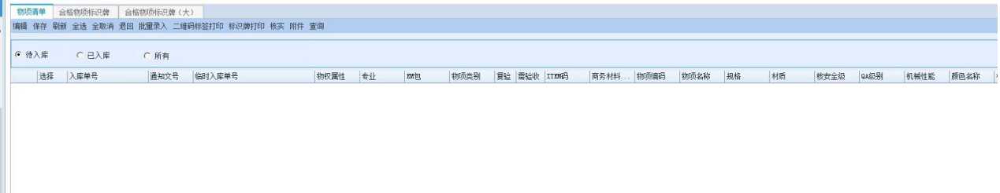 物项清单 合格物项标识牌 合格物项标识牌（大）
编辑 保存 刷新 全选 全取消 退回 批量录入 二维码标签打印 标识牌打印 核实 附件 查询
待入库 已入库 所有
选择 入库单号 通知文号 临时入库单号 物权属性 专业 EM包 物项类别 复验 需验收 ITEM码 商务材料... 物项编码 物项名称 规格 材质 核安全级 QA级别 机械性能 颜色名称